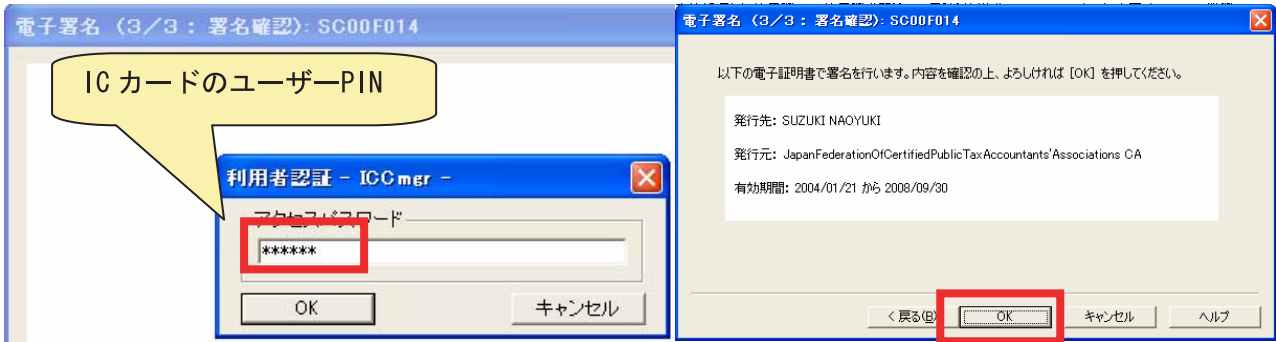 電子署名 (3/3 : 署名確認): SC00F014
IC カードのユーザーPIN
利用者認証 - ICCmgr -
アクセスパスワード
******
OK
キャンセル
電子署名 (3/3 : 署名確認): SC00F014
以下の電子証明書で署名を行います。内容を確認の上、よろしければ [OK] を押してください。
発行先: SUZUKI NAOYUKI
発行元: JapanFederationOfCertifiedPublicTaxAccountants'Associations CA
有効期間: 2004/01/21 から 2008/09/30
< 戻る(B)
OK
キャンセル
ヘルプ